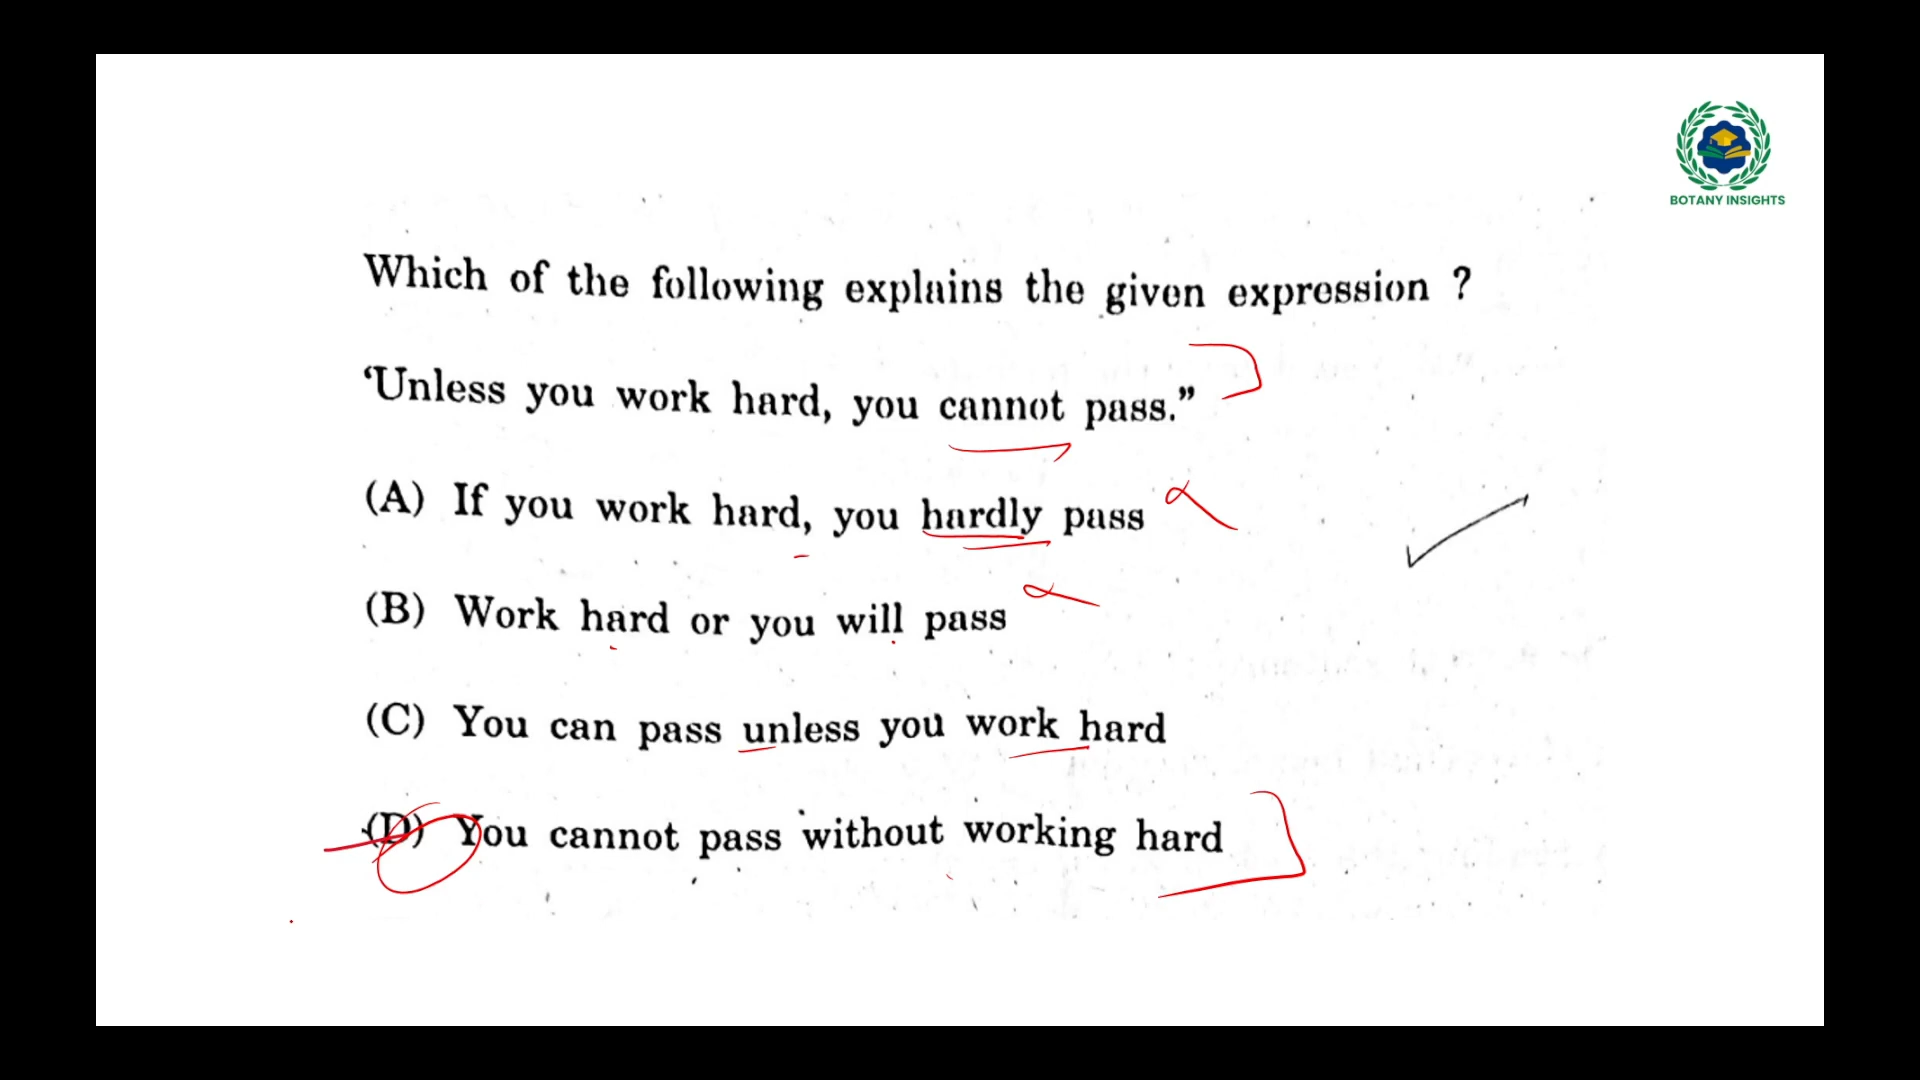 BOTANY INSIGHTS
Which of the following explains the given expression ?
‘Unless you work hard, you cannot pass.”
(A) If you work hard, you hardly pass
(B) Work hard or you will pass
(C) You can pass unless you work hard
(D) You cannot pass without working hard